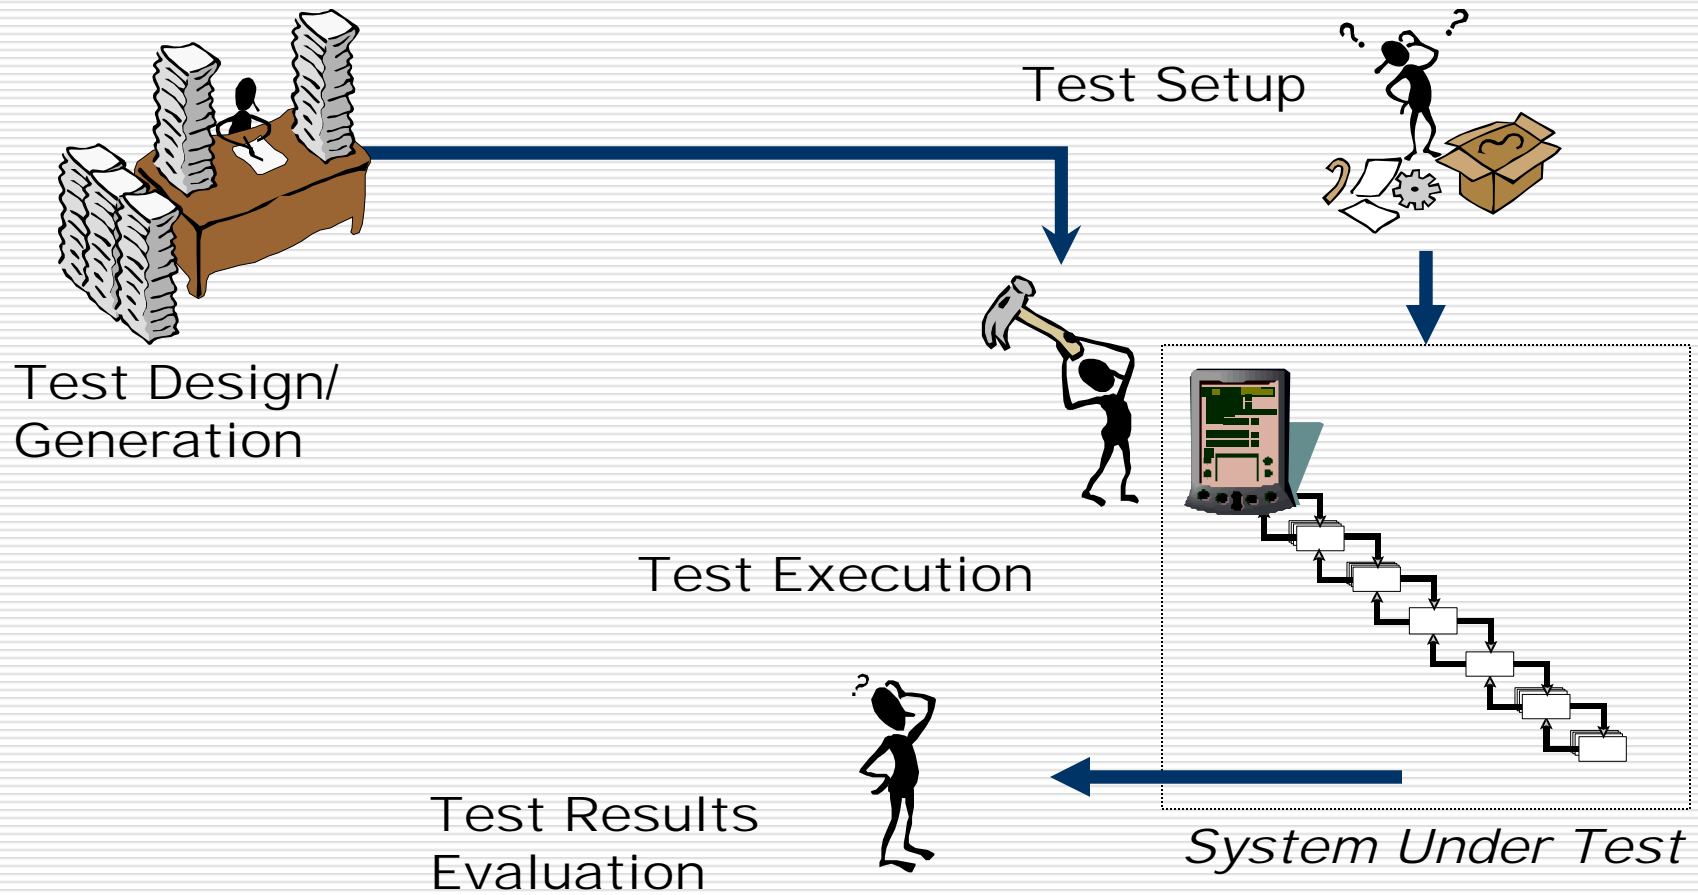 Test Setup
Test Design/
Generation
Test Execution
Test Results
Evaluation
System Under Test